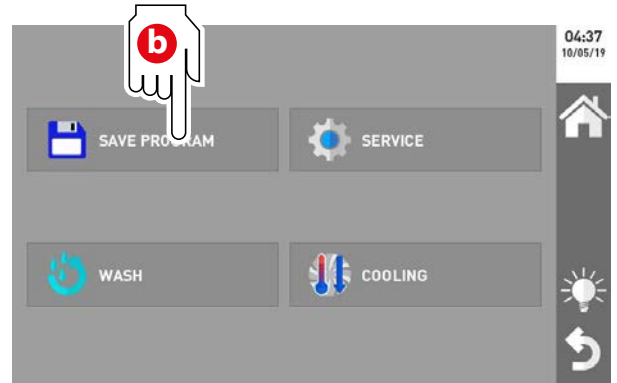 b
04:37
10/05/19
SAVE PROGRAM
SERVICE
WASH
COOLING